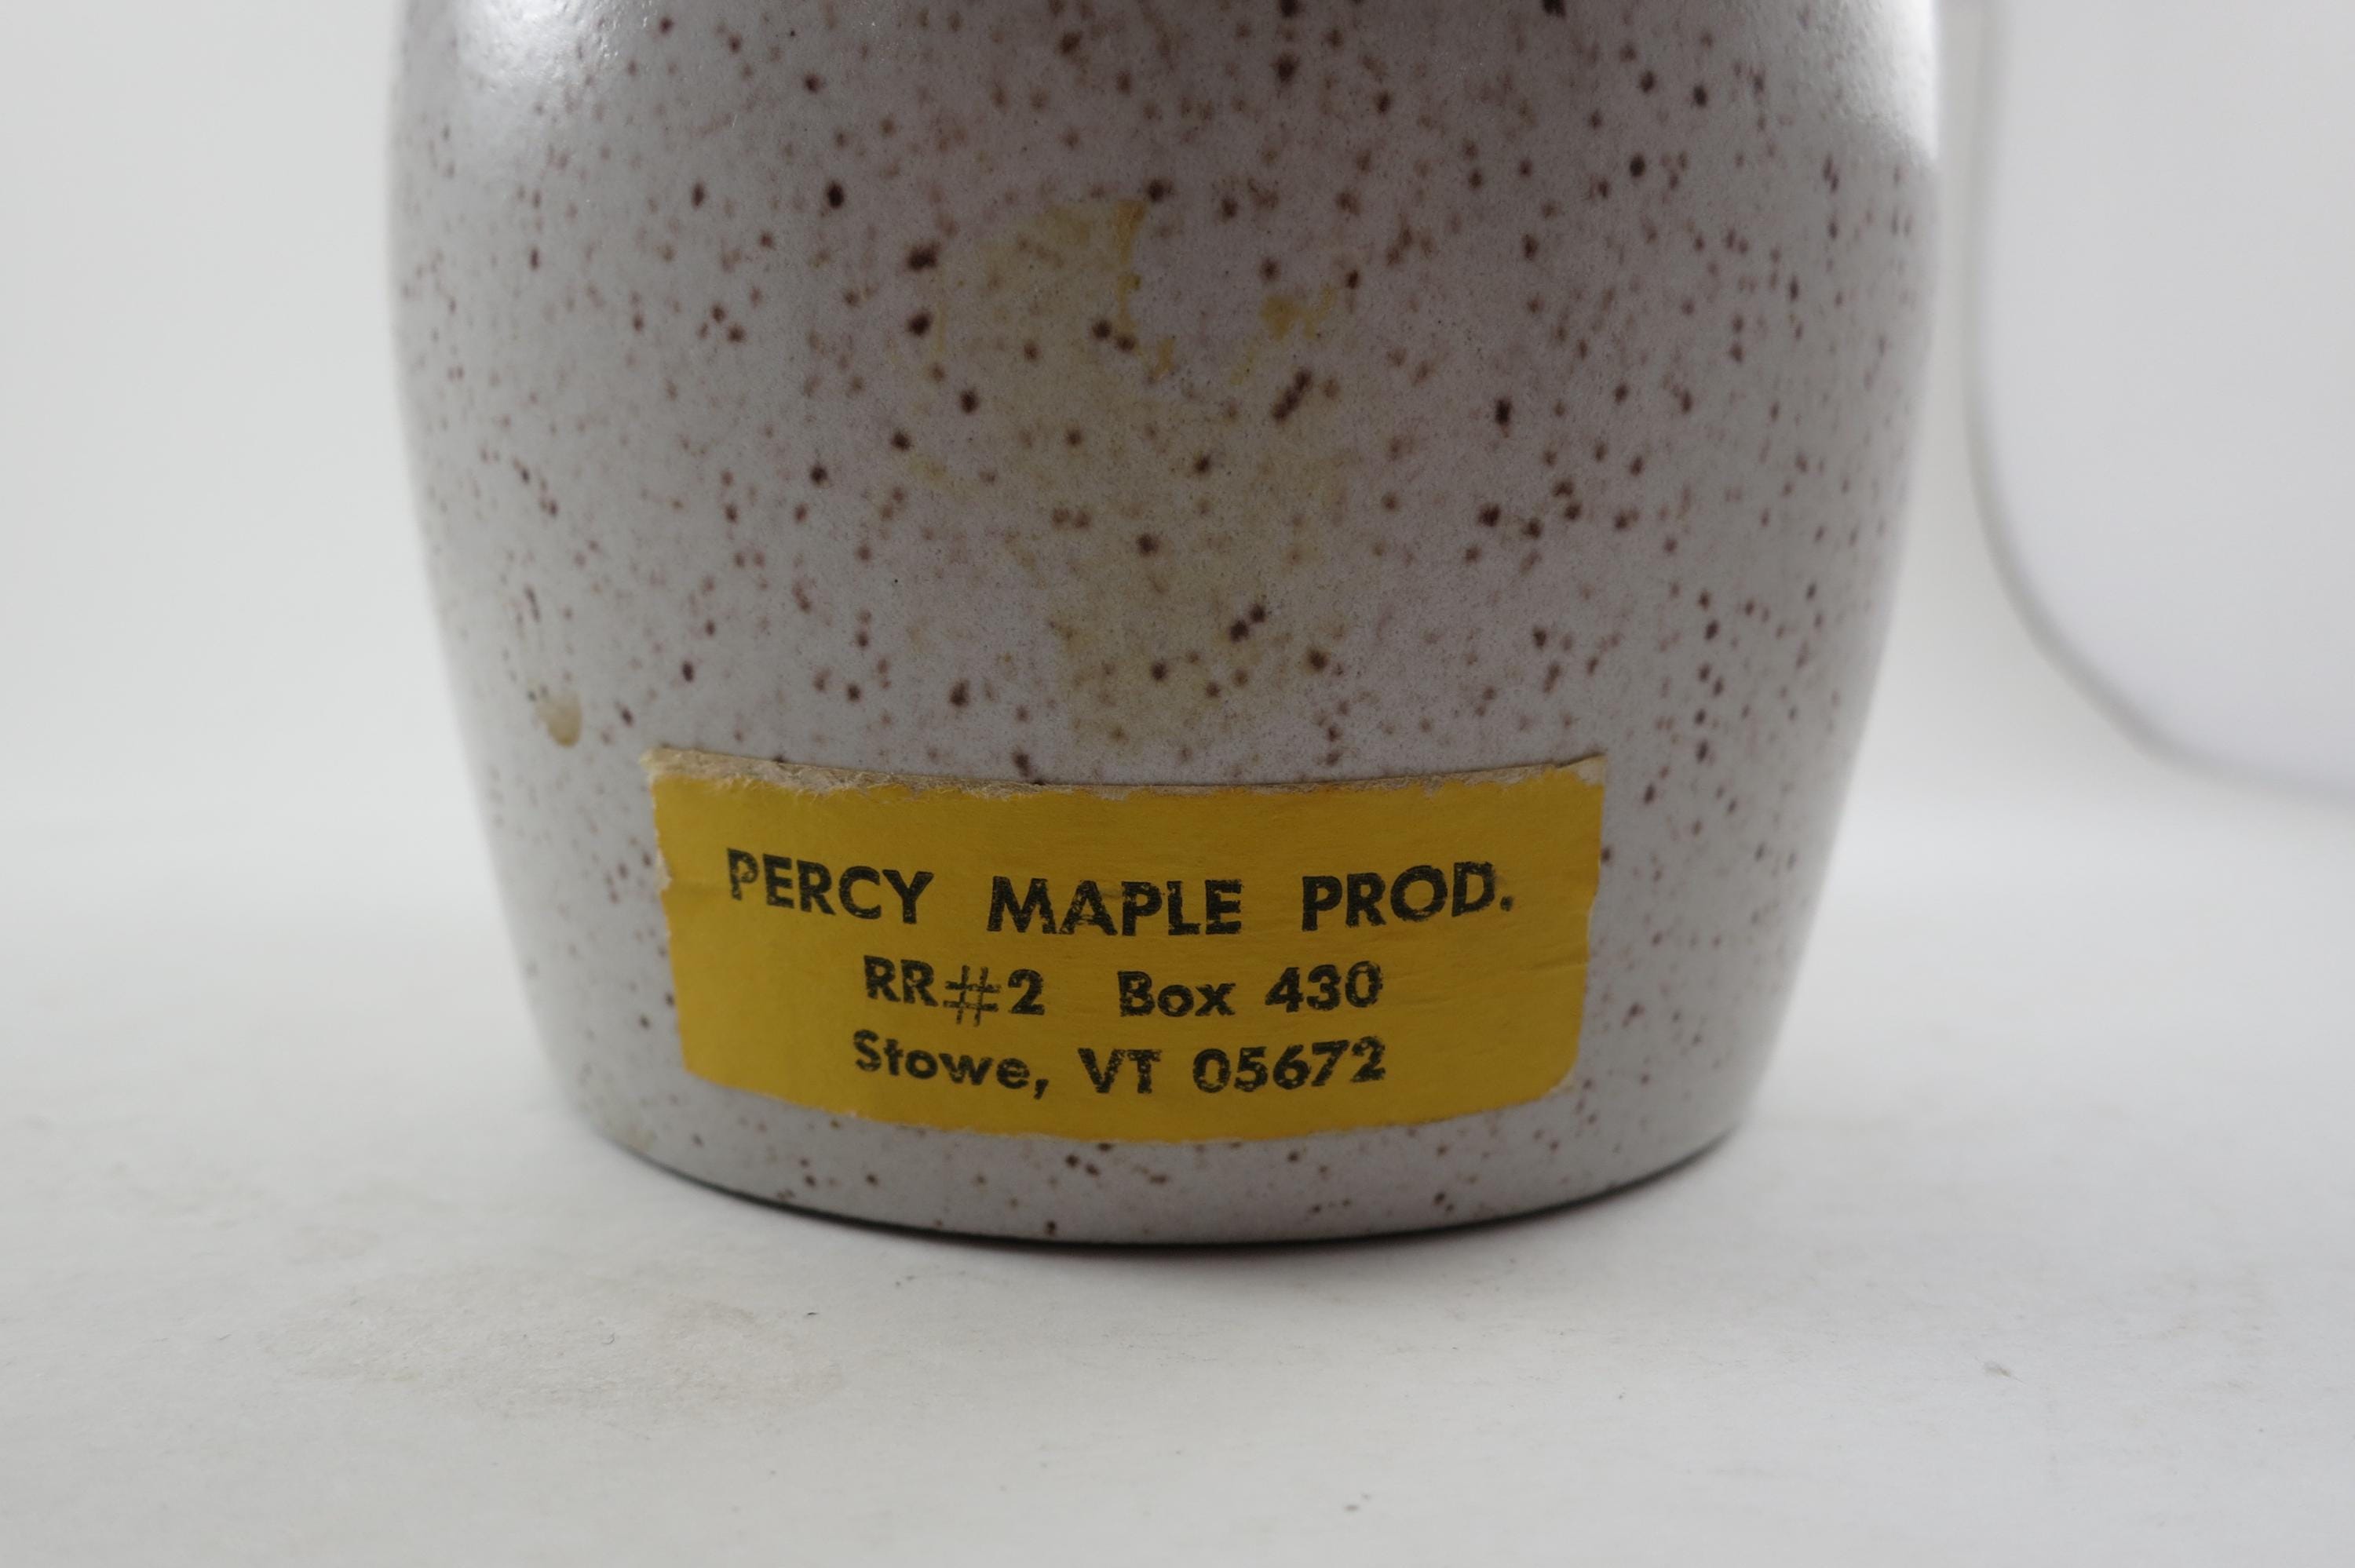 PERCY MAPLE PROD.
RR#2 Box 430
Stowe, VT 05672